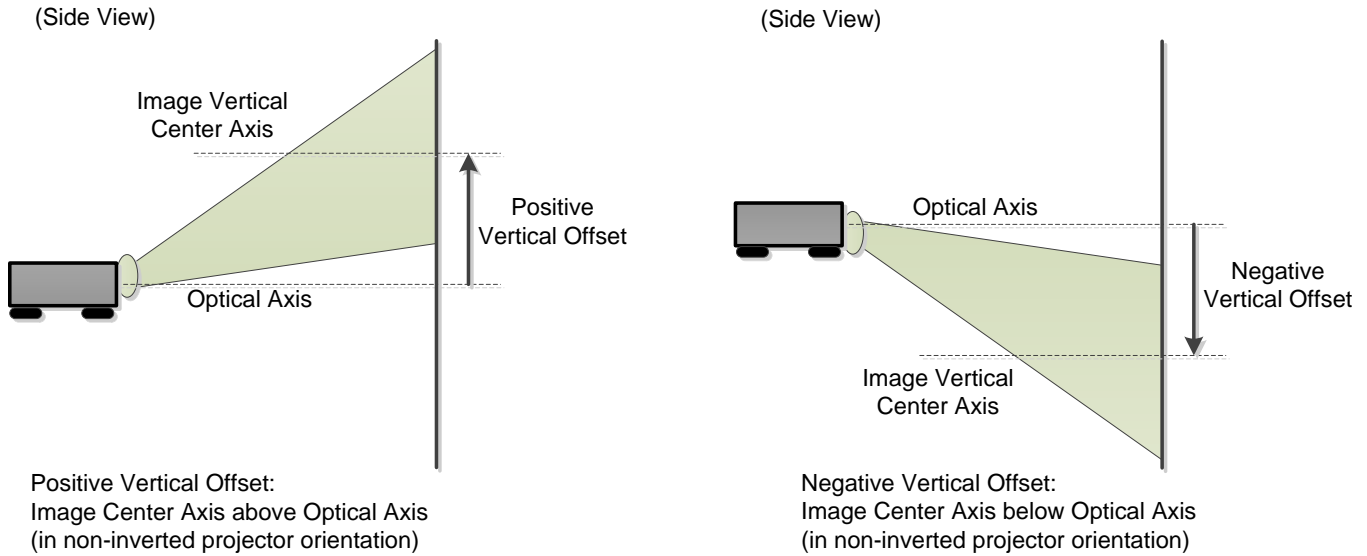 (Side View)
Image Vertical
Center Axis
Positive
Vertical Offset
Optical Axis
Positive Vertical Offset:
Image Center Axis above Optical Axis
(in non-inverted projector orientation)
(Side View)
Optical Axis
Negative
Vertical Offset
Image Vertical
Center Axis
Negative Vertical Offset:
Image Center Axis below Optical Axis
(in non-inverted projector orientation)